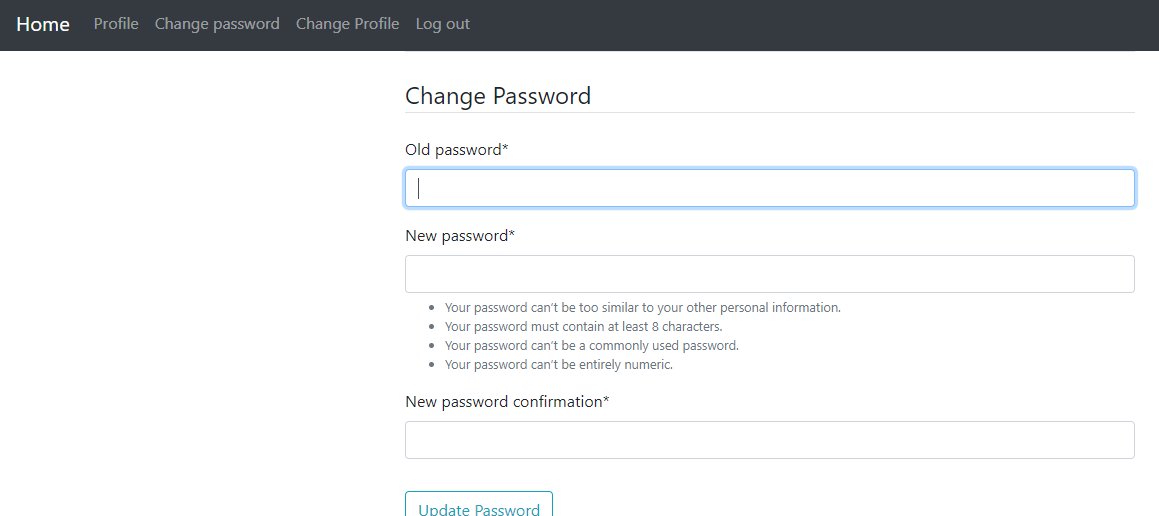 Home Profile Change password Change Profile Log out
Change Password
Old password*
New password*
Your password can't be too similar to your other personal information.
Your password must contain at least 8 characters.
Your password can't be a commonly used password.
Your password can't be entirely numeric.
New password confirmation*
Update Password